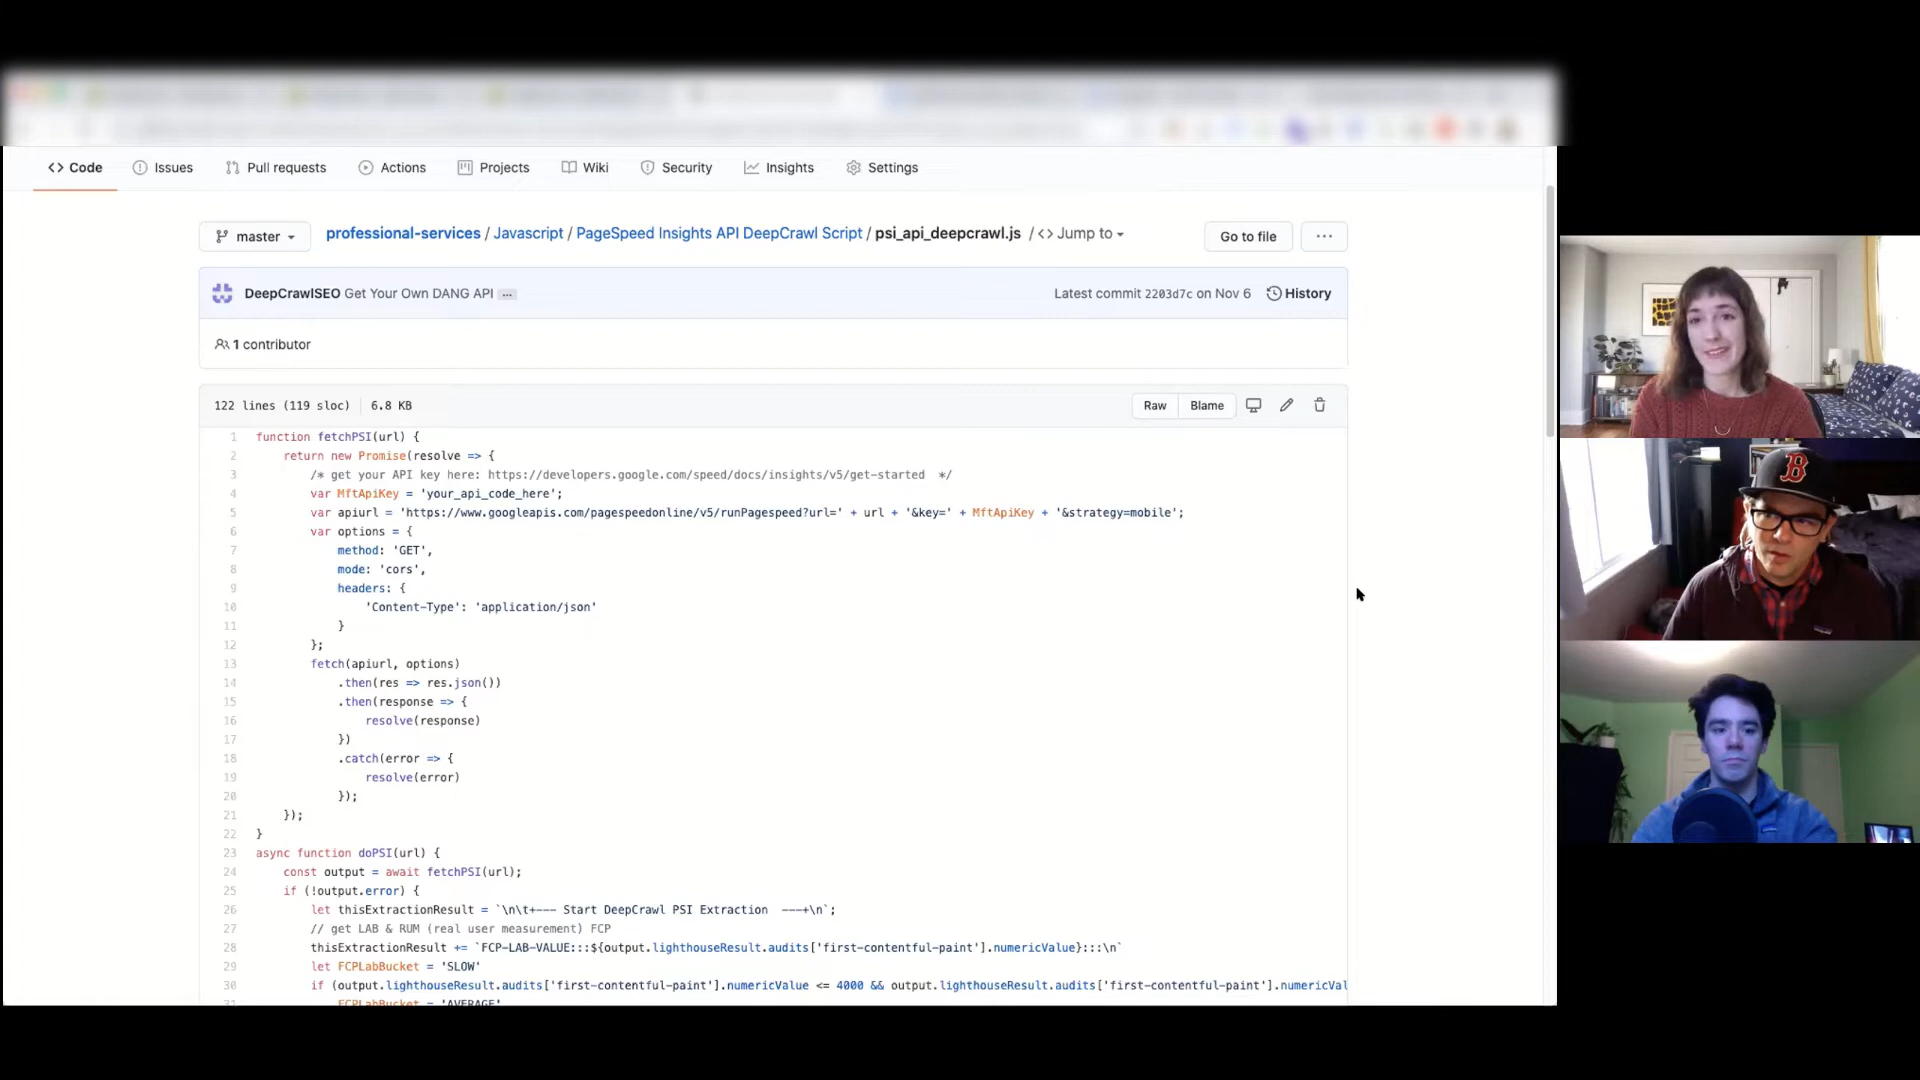 Code Issues Pull requests Actions Projects Wiki Security Insights Settings
master professional-services / Javascript / PageSpeed Insights API DeepCrawl Script / psi_api_deepcrawl.js / <> Jump to Go to file ...
DeepCrawlSEO Get Your Own DANG API ... Latest commit 2203d7c on Nov 6 History
1 contributor
122 lines (119 sloc) 6.8 KB Raw Blame
1 function fetchPSI(url) {
2 return new Promise(resolve => {
3 /* get your API key here: https://developers.google.com/speed/docs/insights/v5/get-started */
4 var MftApiKey = 'your_api_code_here';
5 var apiurl = 'https://www.googleapis.com/pagespeedonline/v5/runPagespeed?url=' + url + '&key=' + MftApiKey + '&strategy=mobile';
6 var options = {
7 method: 'GET',
8 mode: 'cors',
9 headers: {
10 'Content-Type': 'application/json'
11 }
12 };
13 fetch(apiurl, options)
14 .then(res => res.json())
15 .then(response => {
16 resolve(response)
17 })
18 .catch(error => {
19 resolve(error)
20 });
21 });
22 }
23 async function doPSI(url) {
24 const output = await fetchPSI(url);
25 if (!output.error) {
26 let thisExtractionResult = `\n\t+--- Start DeepCrawl PSI Extraction ---+\n`;
27 // get LAB & RUM (real user measurement) FCP
28 thisExtractionResult += `FCP-LAB-VALUE:::${output.lighthouseResult.audits['first-contentful-paint'].numericValue}:::\n`
29 let FCPLabBucket = 'SLOW'
30 if (output.lighthouseResult.audits['first-contentful-paint'].numericValue <= 4000 && output.lighthouseResult.audits['first-contentful-paint'].numericVal
31 FCPLabBucket = 'AVERAGE'
B